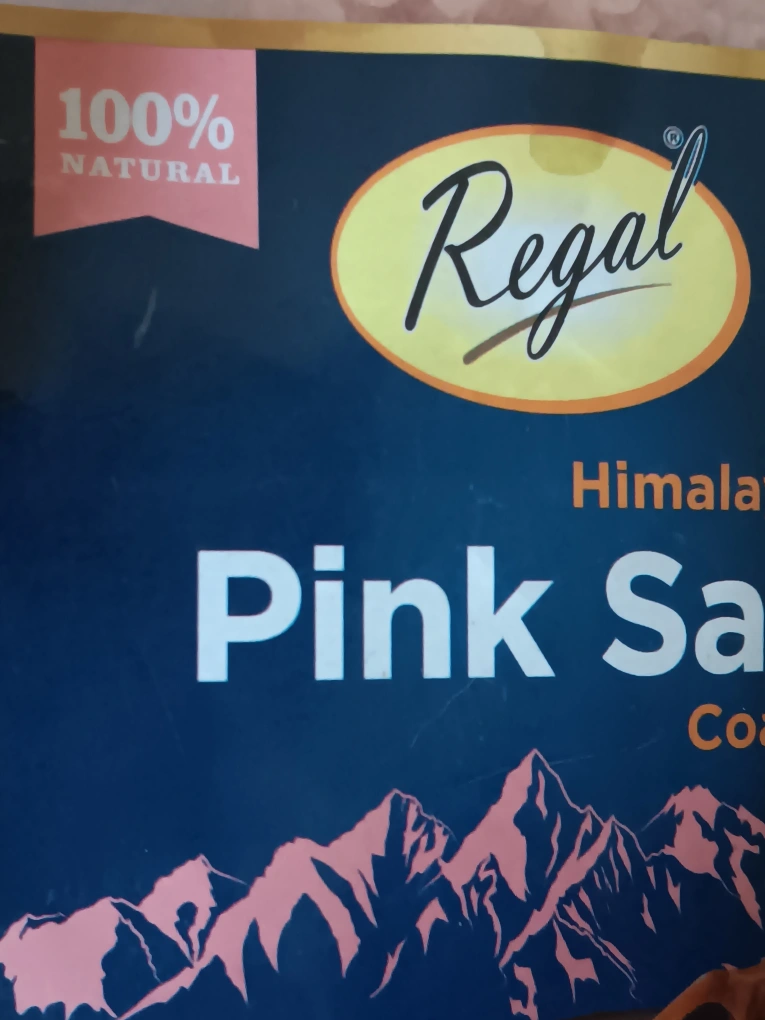 100%
NATURAL
Regal®
Himala
Pink Sa
Coa